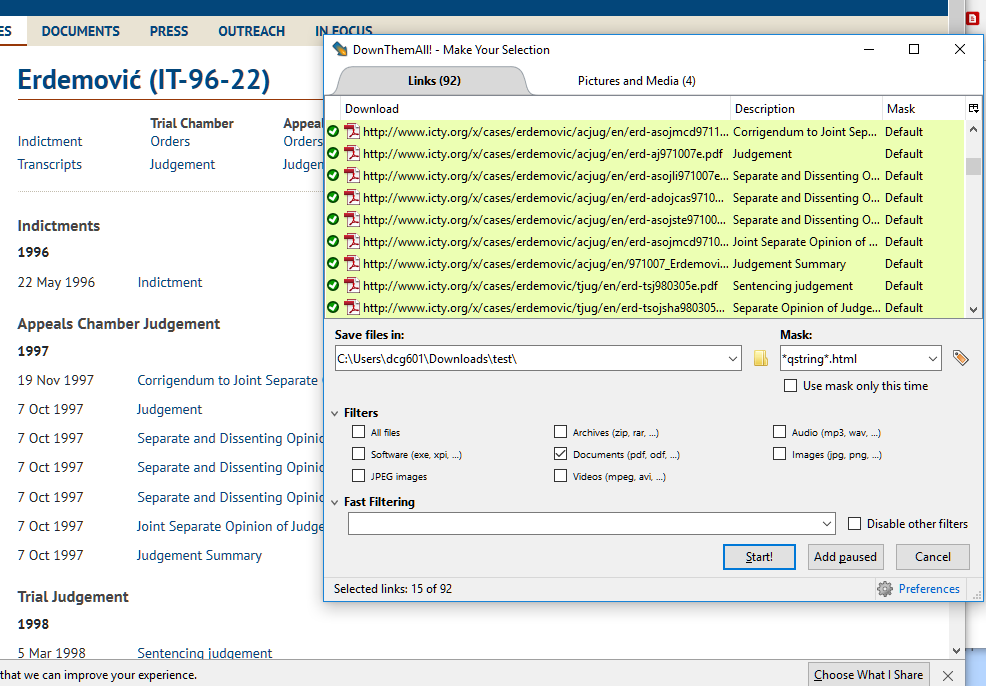 ES DOCUMENTS PRESS OUTREACH IN FOCUS
Erdemović (IT-96-22)
Trial Chamber Appeal
Indictment Orders Orders
Transcripts Judgement Judgen
Indictments
1996
22 May 1996 Indictment
Appeals Chamber Judgement
1997
19 Nov 1997 Corrigendum to Joint Separate
7 Oct 1997 Judgement
7 Oct 1997 Separate and Dissenting Opinio
7 Oct 1997 Separate and Dissenting Opinio
7 Oct 1997 Separate and Dissenting Opinio
7 Oct 1997 Joint Separate Opinion of Judge
7 Oct 1997 Judgement Summary
Trial Judgement
1998
5 Mar 1998 Sentencing judgement
that we can improve your experience.
Choose What I Share
DownThemAll! - Make Your Selection
Links (92) Pictures and Media (4)
Download Description Mask
http://www.icty.org/x/cases/erdemovic/acjug/en/erd-asojmcd9711... Corrigendum to Joint Sep... Default
http://www.icty.org/x/cases/erdemovic/acjug/en/erd-aj971007e.pdf Judgement Default
http://www.icty.org/x/cases/erdemovic/acjug/en/erd-asojli971007e... Separate and Dissenting O... Default
http://www.icty.org/x/cases/erdemovic/acjug/en/erd-adojcas9710... Separate and Dissenting O... Default
http://www.icty.org/x/cases/erdemovic/acjug/en/erd-asojste97100... Separate and Dissenting O... Default
http://www.icty.org/x/cases/erdemovic/acjug/en/erd-asojmcd9710... Joint Separate Opinion of ... Default
http://www.icty.org/x/cases/erdemovic/acjug/en/971007_Erdemovi... Judgement Summary Default
http://www.icty.org/x/cases/erdemovic/tjug/en/erd-tsj980305e.pdf Sentencing judgement Default
http://www.icty.org/x/cases/erdemovic/tjug/en/erd-tsojsha980305... Separate Opinion of Judge... Default
Save files in: Mask:
C:\Users\dcg601\Downloads\test\ *qstring*.html
Use mask only this time
Filters
All files Archives (zip, rar, ...) Audio (mp3, wav, ...)
Software (exe, xpi, ...) Documents (pdf, odf, ...) Images (jpg, png, ...)
JPEG images Videos (mpeg, avi, ...)
Fast Filtering
Disable other filters
Start! Add paused Cancel
Selected links: 15 of 92 Preferences